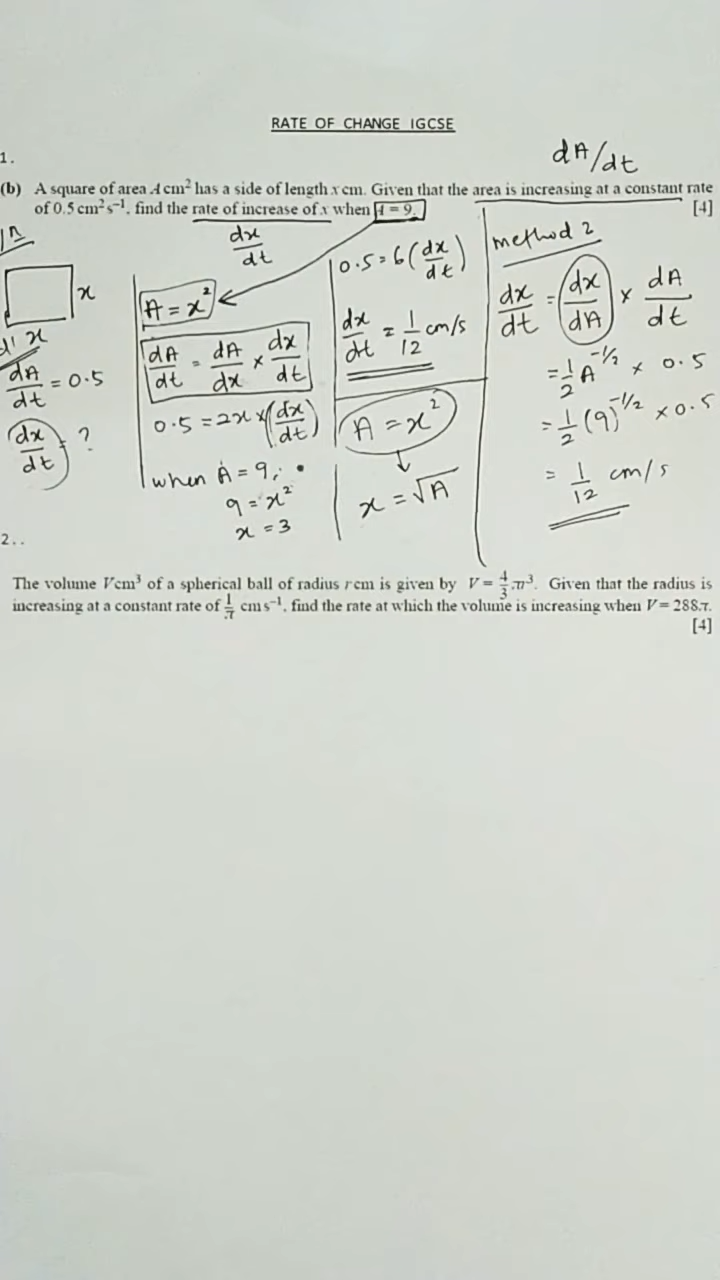 RATE OF CHANGE IGCSE
dA/dt
1.
(b) A square of area A cm² has a side of length x cm. Given that the area is increasing at a constant rate
of 0.5 cm² s⁻¹, find the rate of increase of x when A = 9. [4]
dx/dt
x
x
dA/dt = 0.5
dx/dt = ?
A = x²
dA/dt = dA/dx × dx/dt
0.5 = 2x × (dx/dt)
when A = 9,
9 = x²
x = 3
0.5 = 6 (dx/dt)
dx/dt = 1/12 cm/s
A = x²
↓
x = √A
method 2
dx/dt = (dx/dA) × dA/dt
= 1/2 A^-1/2 × 0.5
= 1/2 (9)^-1/2 × 0.5
= 1/12 cm/s
2..
The volume V cm³ of a spherical ball of radius r cm is given by V = 4/3 πr³. Given that the radius is
increasing at a constant rate of 1/π cm s⁻¹, find the rate at which the volume is increasing when V = 288π.
[4]